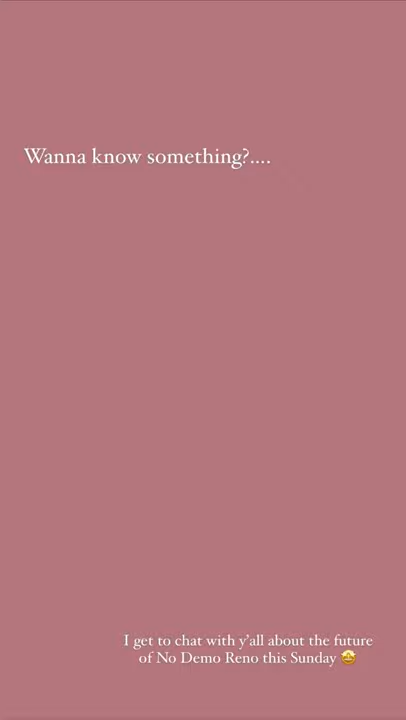 Wanna know something?....
I get to chat with y'all about the future
of No Demo Reno this Sunday 🤩